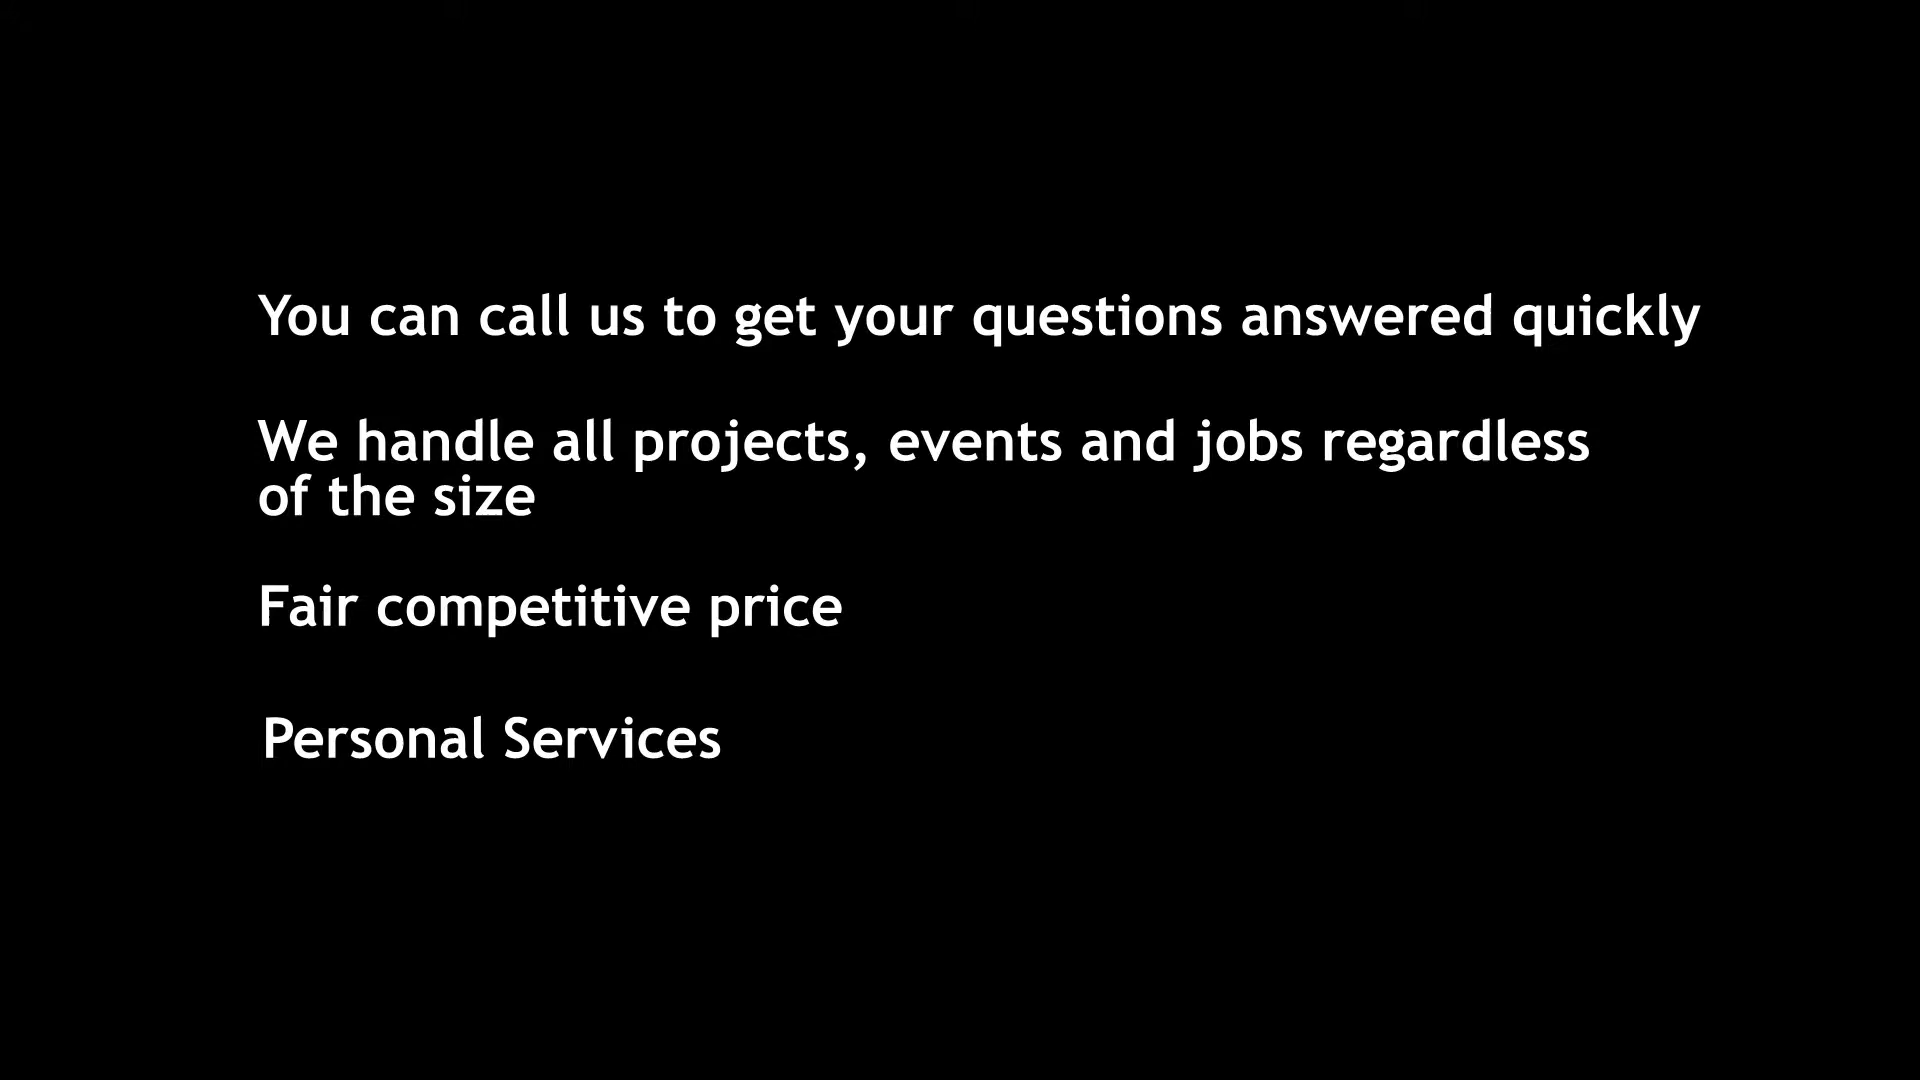 You can call us to get your questions answered quickly
We handle all projects, events and jobs regardless
of the size
Fair competitive price
Personal Services